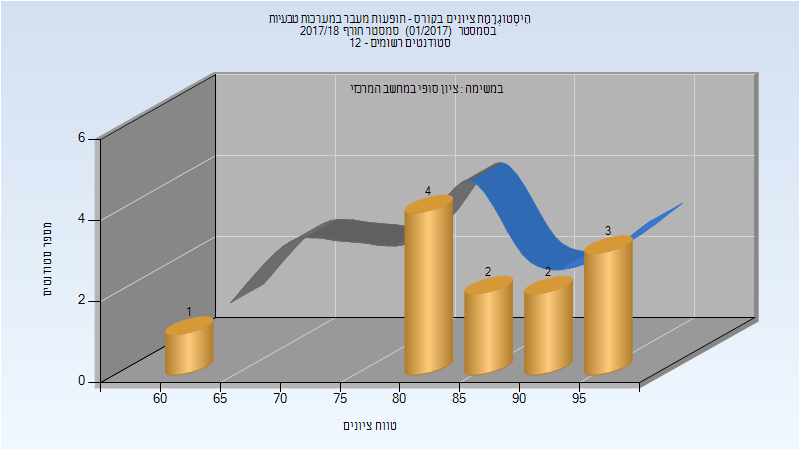 היסטוגרמת ציונים בקורס - תופעות מעבר במערכות טבעיות
בסמסטר (01/2017) סמסטר חורף 2017/18
סטודנטים רשומים - 12
במשימה : ציון סופי במחשב המרכזי
6
4
2
0
מספר סטודנטים
1
4
2
2
3
60
65
70
75
80
85
90
95
טווח ציונים